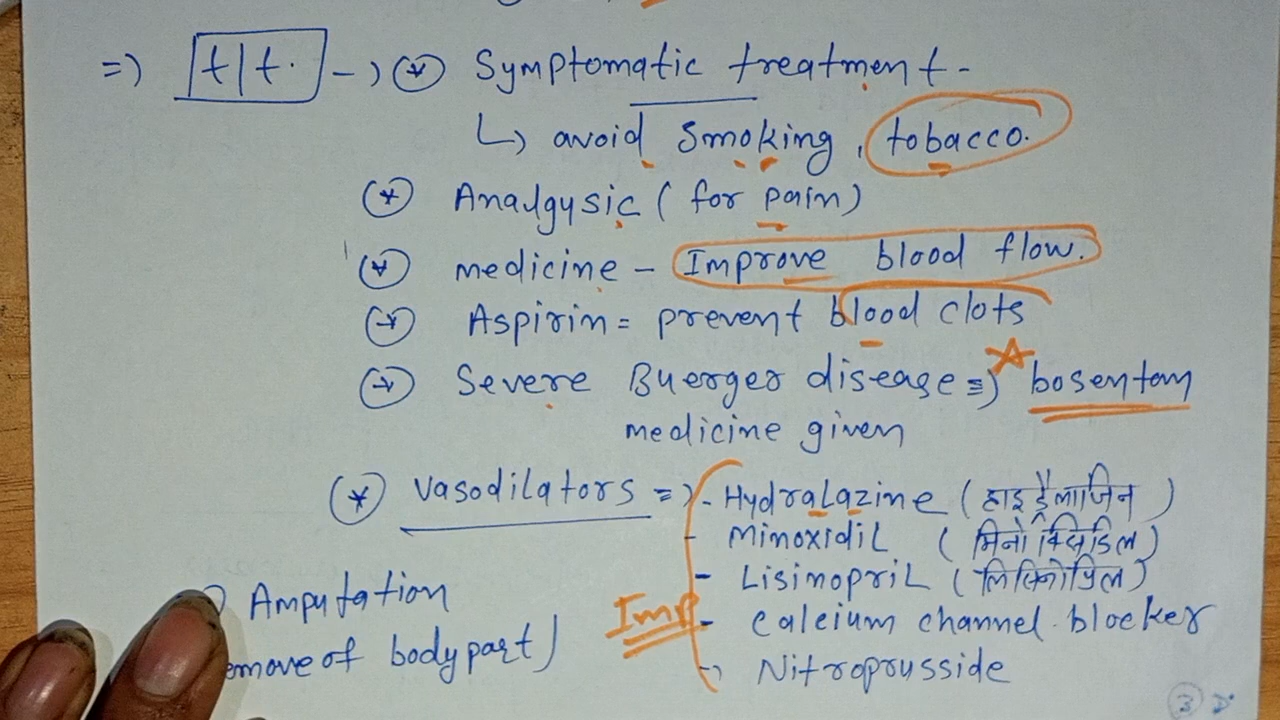 =) t/t. -) Symptomatic treatment -
↳ avoid smoking, tobacco.
Analgysic (for pain)
medicine - Improve blood flow.
Aspirin = prevent blood clots
Severe Buerger disease =) bosentan
medicine given
vasodilators =) - Hydralazine (हाइड्रैलाजिन)
- Minoxidil (मिनोक्सिडिल)
- Lisinopril (लिसिनोप्रिल)
Imp - calcium channel blocker
- Nitroprusside
Amputation
emove of body part)
3